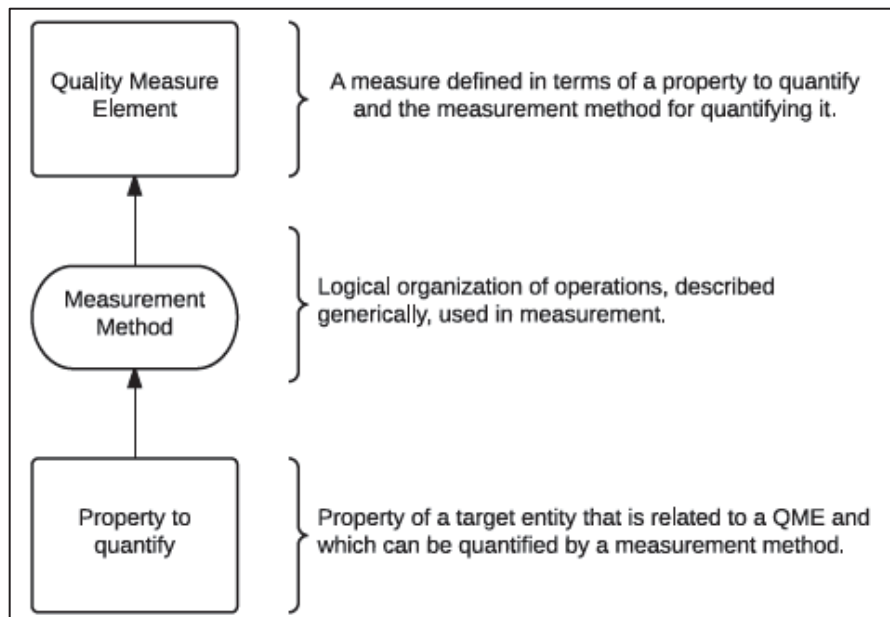 Quality Measure
Element
A measure defined in terms of a property to quantify
and the measurement method for quantifying it.
Measurement
Method
Logical organization of operations, described
generically, used in measurement.
Property to
quantify
Property of a target entity that is related to a QME and
which can be quantified by a measurement method.